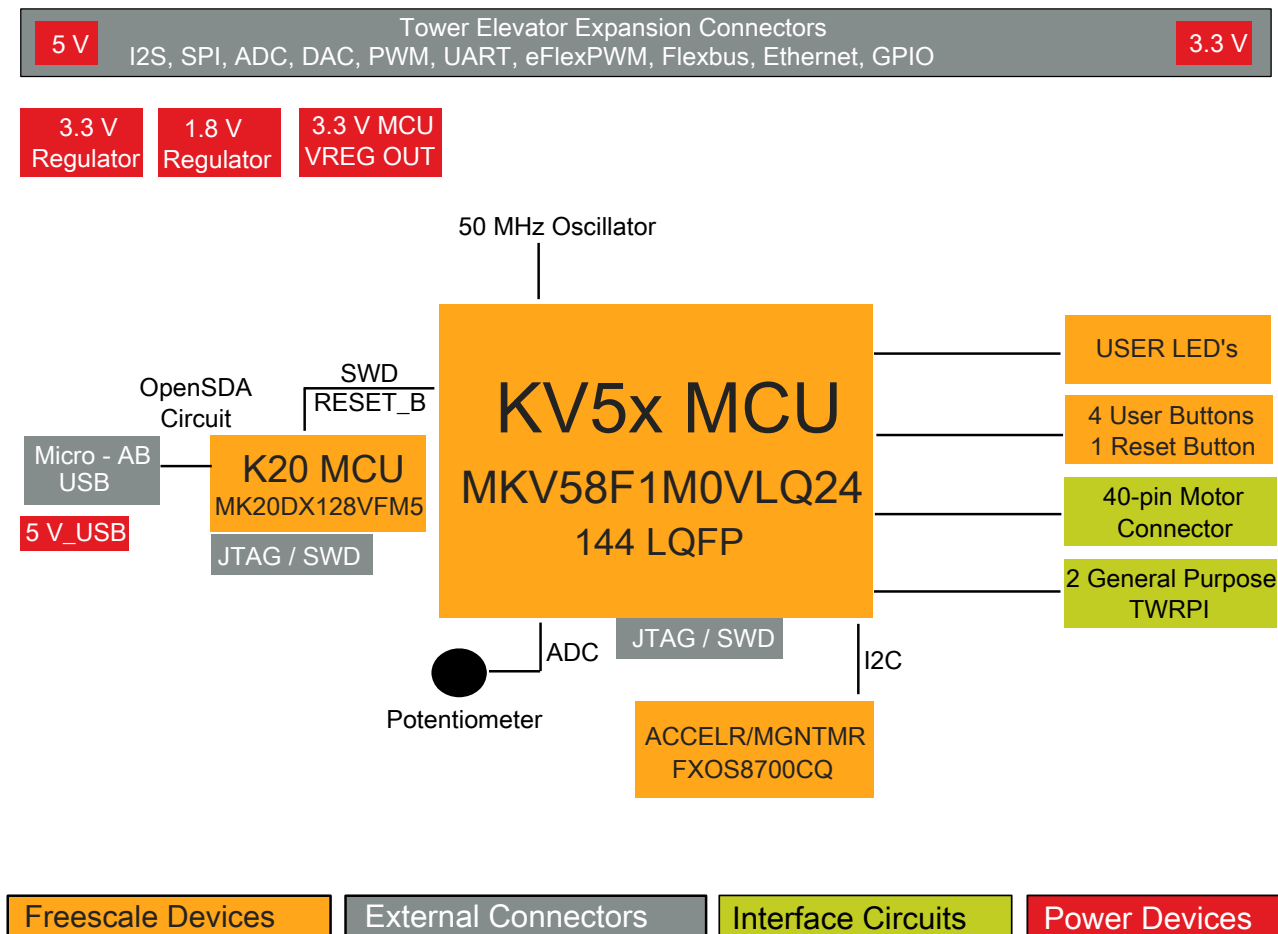 Tower Elevator Expansion Connectors
5 V
I2S, SPI, ADC, DAC, PWM, UART, eFlexPWM, Flexbus, Ethernet, GPIO
3.3 V
3.3 V
Regulator
1.8 V
Regulator
3.3 V MCU
VREG OUT
50 MHz Oscillator
SWD
RESET_B
OpenSDA
Circuit
Micro - AB
USB
5 V_USB
K20 MCU
MK20DX128VFM5
JTAG / SWD
KV5x MCU
MKV58F1M0VLQ24
144 LQFP
USER LED's
4 User Buttons
1 Reset Button
40-pin Motor
Connector
2 General Purpose
TWRPI
ADC
JTAG / SWD
I2C
Potentiometer
ACCELR/MGNTMR
FXOS8700CQ
Freescale Devices
External Connectors
Interface Circuits
Power Devices